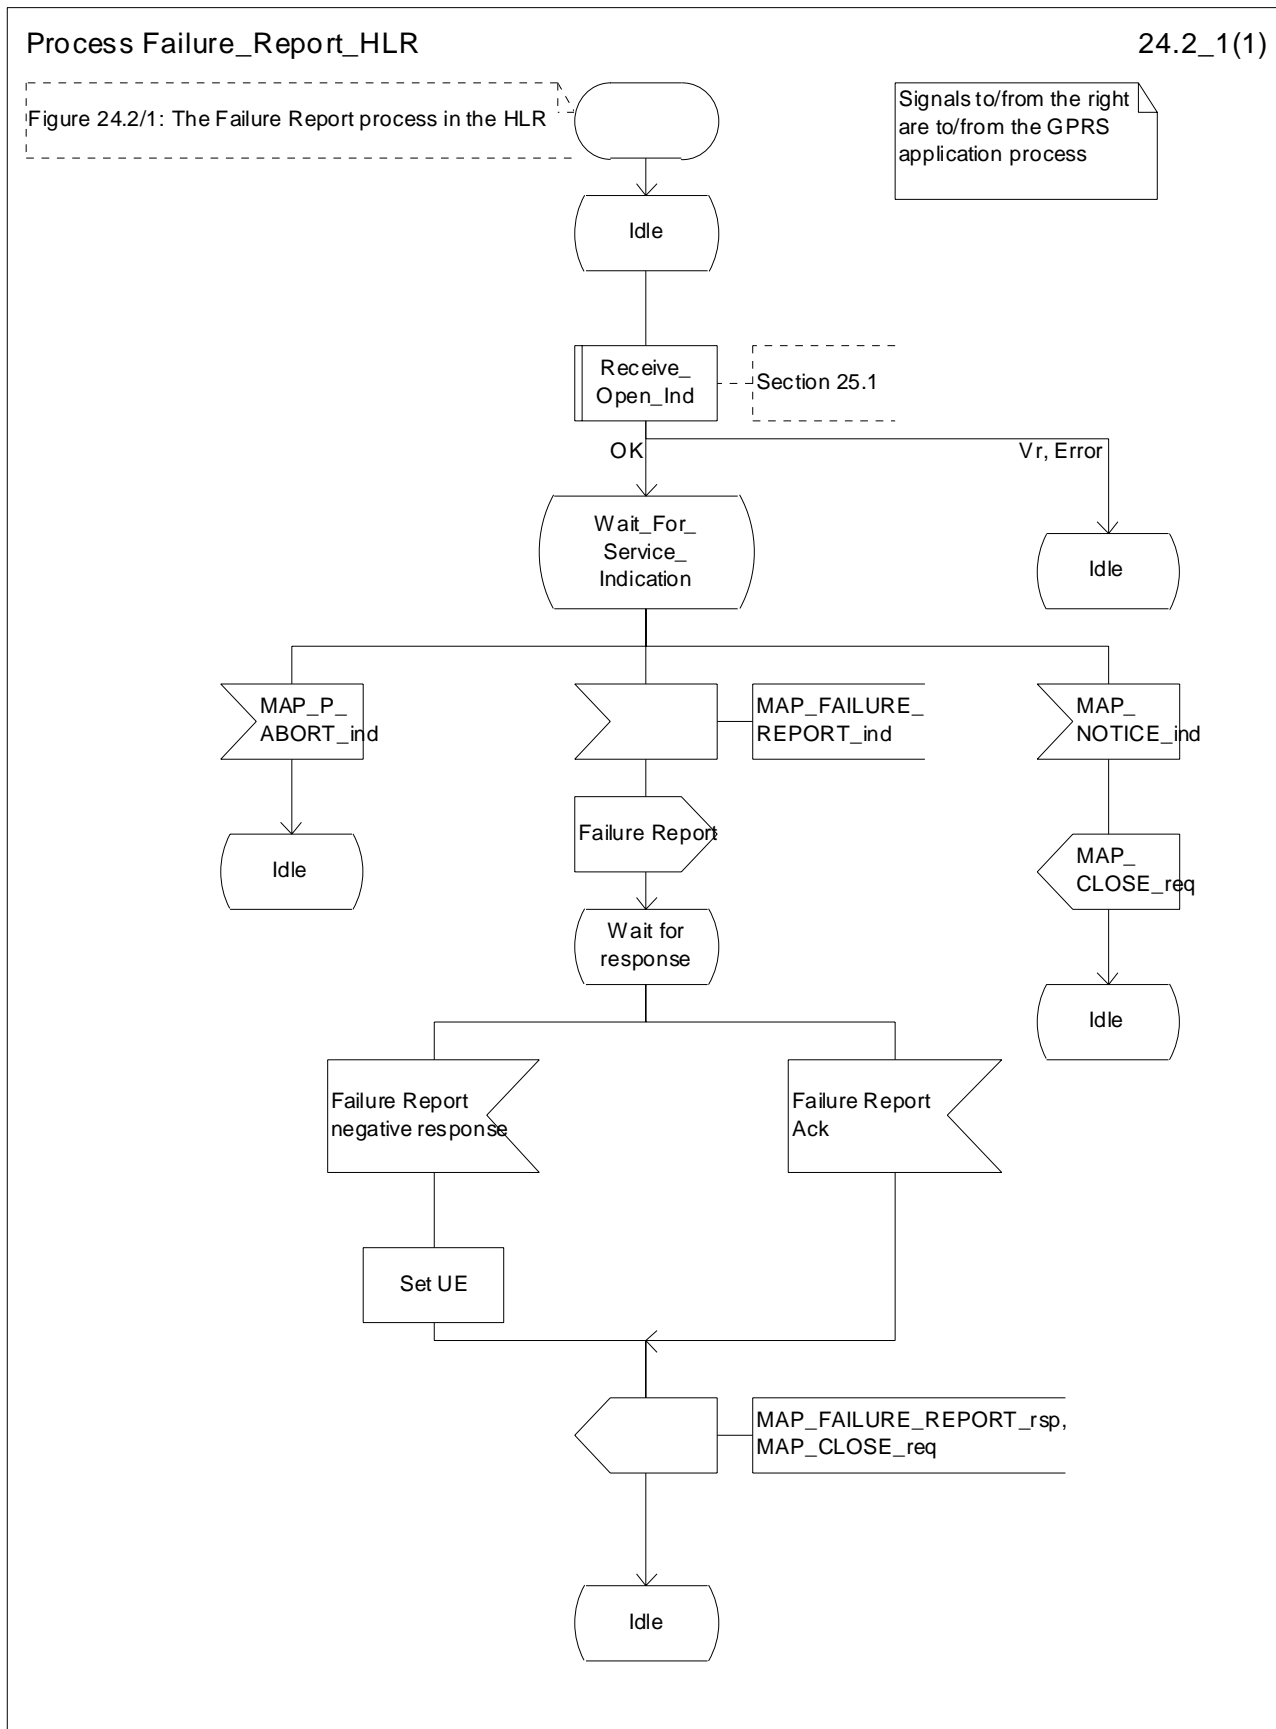 Process Failure_Report_HLR
24.2_1(1)
Figure 24.2/1: The Failure Report process in the HLR
Signals to/from the right
are to/from the GPRS
application process
Idle
Receive_
Open_Ind
Section 25.1
OK
Vr, Error
Wait_For_
Service_
Indication
Idle
MAP_P_
ABORT_ind
MAP_FAILURE_
REPORT_ind
MAP_
NOTICE_ind
Failure Report
Idle
MAP_
CLOSE_req
Wait for
response
Idle
Failure Report
negative response
Failure Report
Ack
Set UE
MAP_FAILURE_REPORT_rsp,
MAP_CLOSE_req
Idle